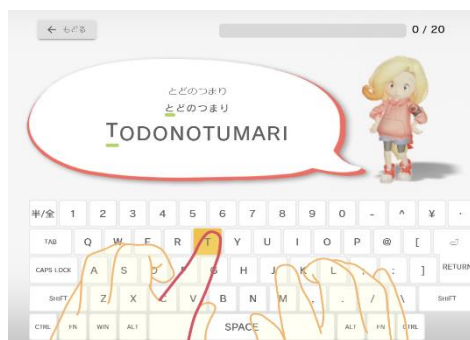 ← もどる
0 / 20
とどのつまり
とどのつまり
TODONOTUMARI
半/全 1 2 3 4 5 6 7 8 9 0 - ^ ¥
TAB Q W E R T Y U I O P @ [
CAPS LOCK A S D G H J K L ; : ] RETURN
SHIFT Z X C V B N M , . / \ SHIFT
CTRL FN WIN ALT SPACE ALT FN CTRL